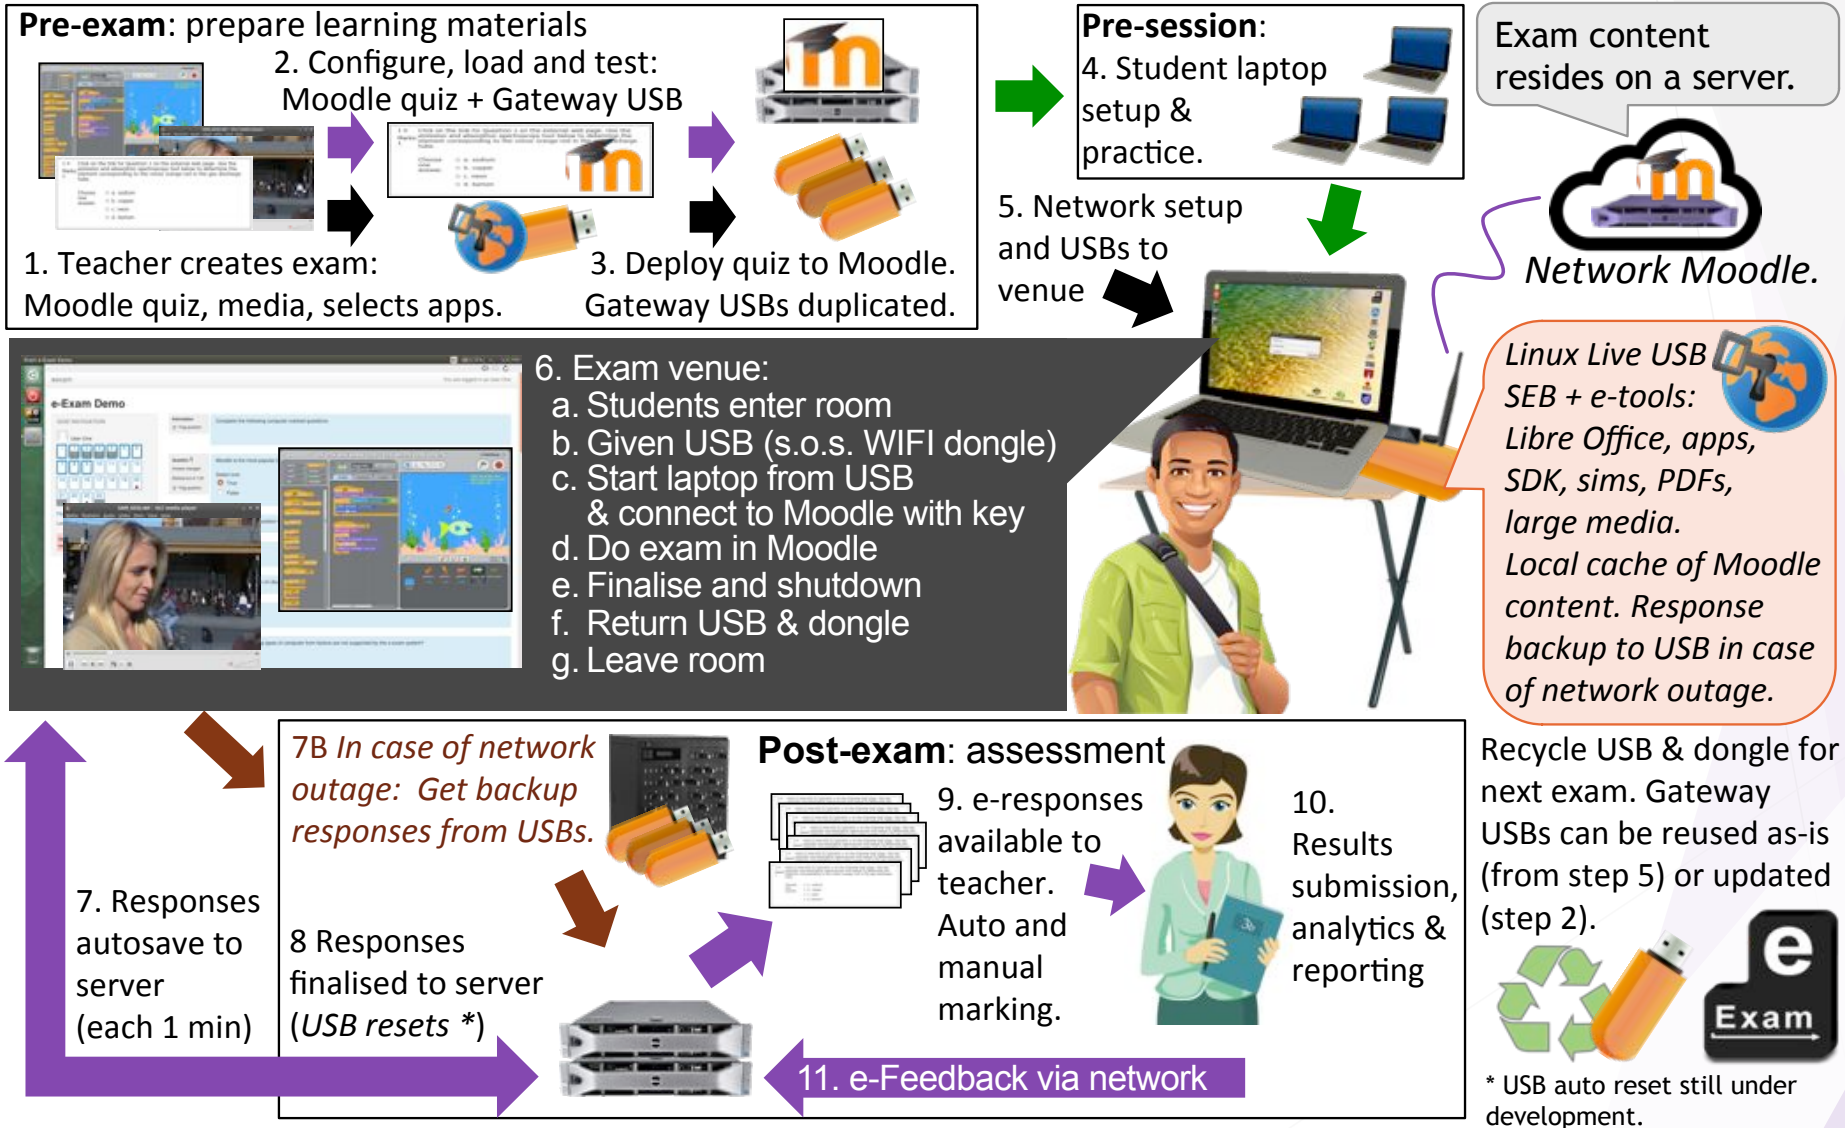 Pre-exam: prepare learning materials
2. Configure, load and test:
Moodle quiz + Gateway USB
1. Teacher creates exam:
Moodle quiz, media, selects apps.
3. Deploy quiz to Moodle.
Gateway USBs duplicated.
Pre-session:
4. Student laptop
setup &
practice.
5. Network setup
and USBs to
venue
Exam content
resides on a server.
Network Moodle.
Linux Live USB
SEB + e-tools:
Libre Office, apps,
SDK, sims, PDFs,
large media.
Local cache of Moodle
content. Response
backup to USB in case
of network outage.
e-Exam Demo
6. Exam venue:
a. Students enter room
b. Given USB (s.o.s. WIFI dongle)
c. Start laptop from USB
& connect to Moodle with key
d. Do exam in Moodle
e. Finalise and shutdown
f. Return USB & dongle
g. Leave room
7. Responses
autosave to
server
(each 1 min)
7B In case of network
outage: Get backup
responses from USBs.
8 Responses
finalised to server
(USB resets *)
Post-exam: assessment
9. e-responses
available to
teacher.
Auto and
manual
marking.
10.
Results
submission,
analytics &
reporting
11. e-Feedback via network
Recycle USB & dongle for
next exam. Gateway
USBs can be reused as-is
(from step 5) or updated
(step 2).
e
Exam
* USB auto reset still under
development.